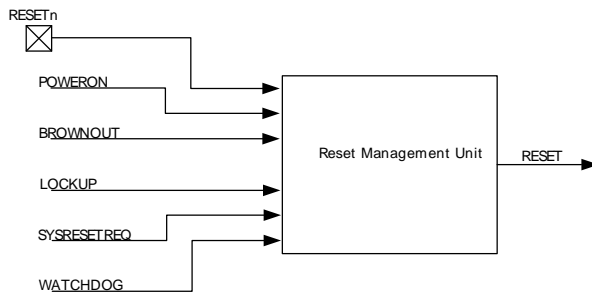 RESETn
POWERON
BROWNOUT
Reset Management Unit
RESET
LOCKUP
SYSRESETREQ
WATCHDOG